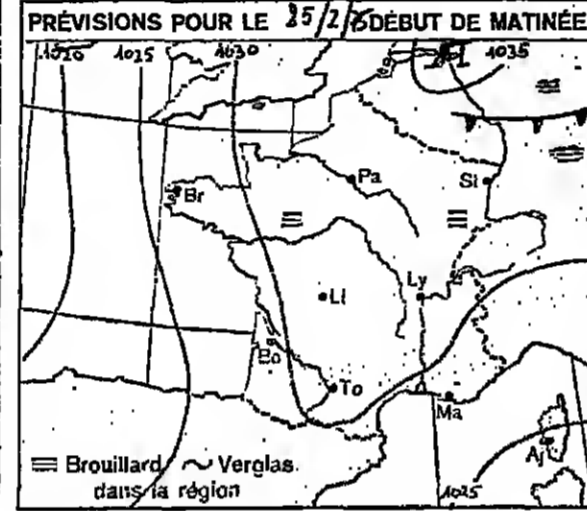 PRÉVISIONS POUR LE 25/2/ DÉBUT DE MATINÉE
1020 1025 1030 1035
Pa
Br
St
Ly
Li
Bo
To
Ma
Aj
Brouillard Verglas
dans la région
1025